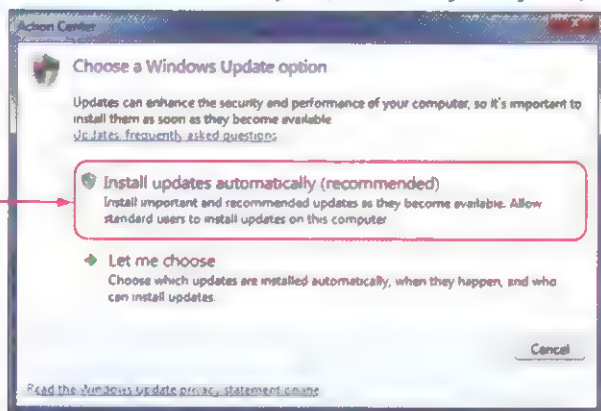 Action Center
Choose a Windows Update option
Updates can enhance the security and performance of your computer, so it's important to
install them as soon as they become available
Updates: frequently asked questions
Install updates automatically (recommended)
Install important and recommended updates as they become available. Allow
standard users to install updates on this computer
Let me choose
Choose which updates are installed automatically, when they happen, and who
can install updates.
Cancel
Read the Windows Update privacy statement online